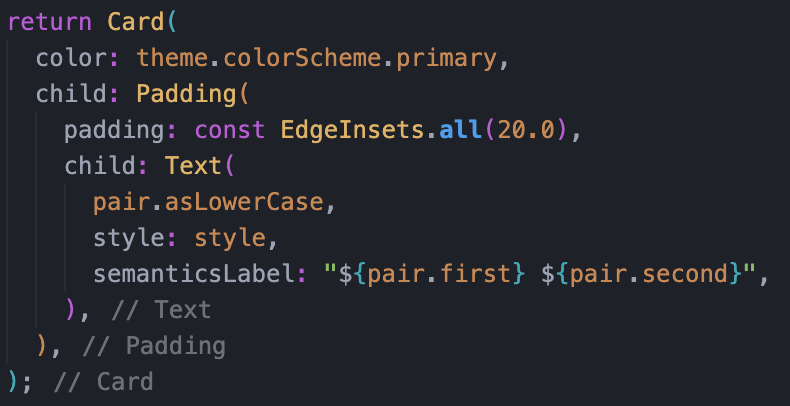 return Card(
  color: theme.colorScheme.primary,
  child: Padding(
    padding: const EdgeInsets.all(20.0),
    child: Text(
      pair.asLowerCase,
      style: style,
      semanticsLabel: "${pair.first} ${pair.second}",
    ), // Text
  ), // Padding
); // Card